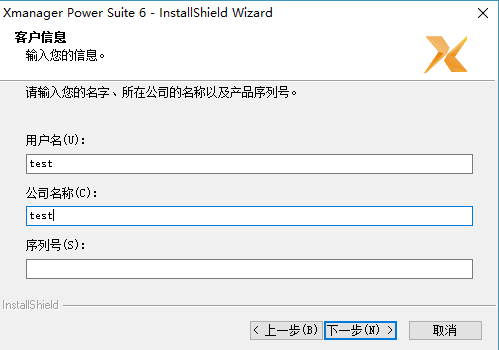 Xmanager Power Suite 6 - InstallShield Wizard
客户信息
输入您的信息。
请输入您的名字、所在公司的名称以及产品序列号。
用户名(U):
test
公司名称(C):
test
序列号(S):
InstallShield
< 上一步(B) 下一步(N) > 取消